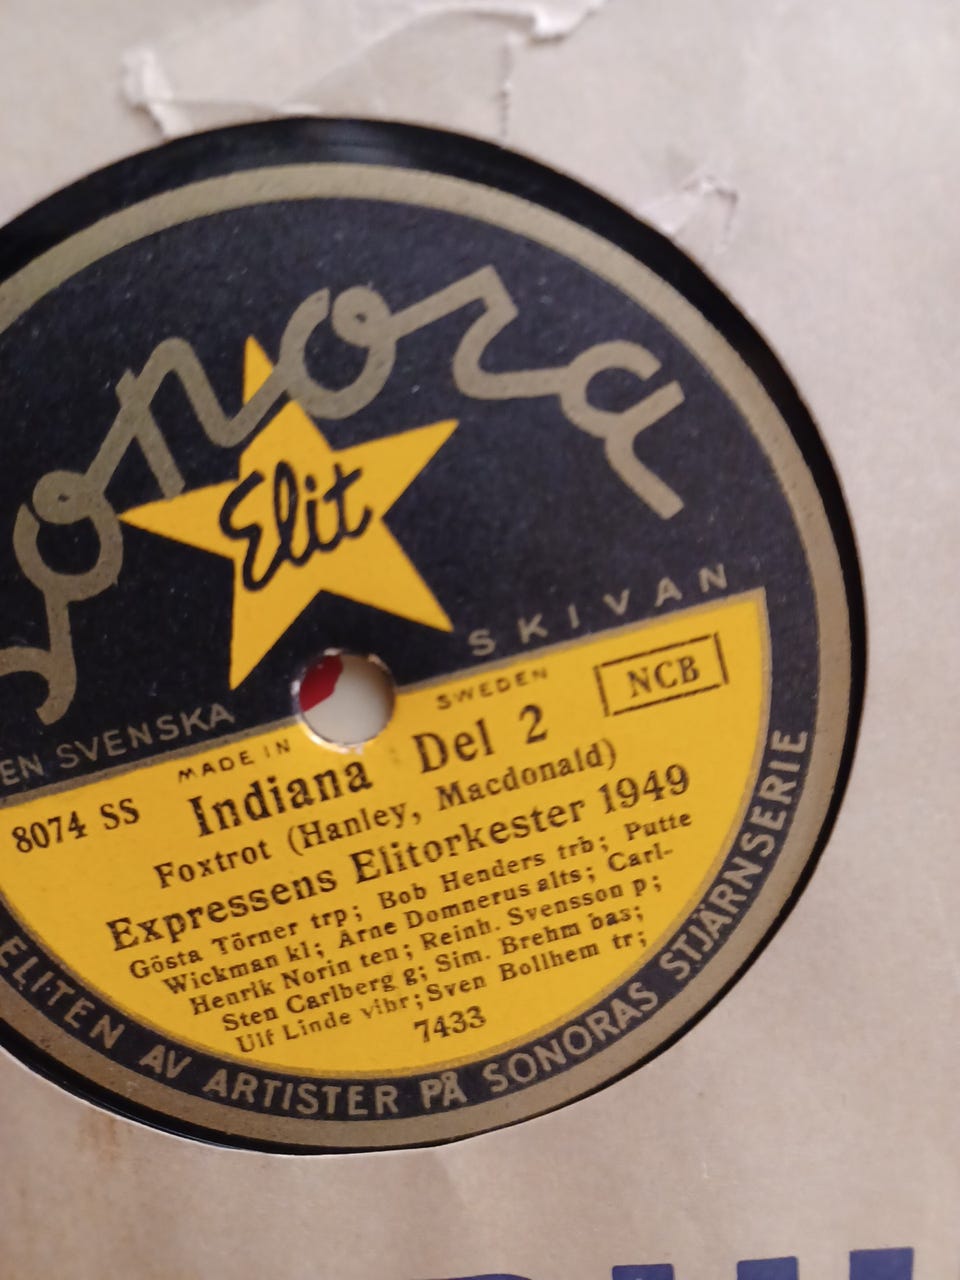 Sonora
Elit
EN SVENSKA SKIVAN
MADE IN SWEDEN
NCB
8074 SS
Indiana Del 2
Foxtrot (Hanley, Macdonald)
Expressens Elitorkester 1949
Gösta Törner trp; Bob Henders trb; Putte
Wickman kl; Arne Domnerus alts; Carl-
Henrik Norin ten; Reinh. Svensson p;
Sten Carlberg g; Sim. Brehm bas;
Ulf Linde vibr; Sven Bollhem tr;
7433
ELITEN AV ARTISTER PÅ SONORAS STJÄRNSERIE